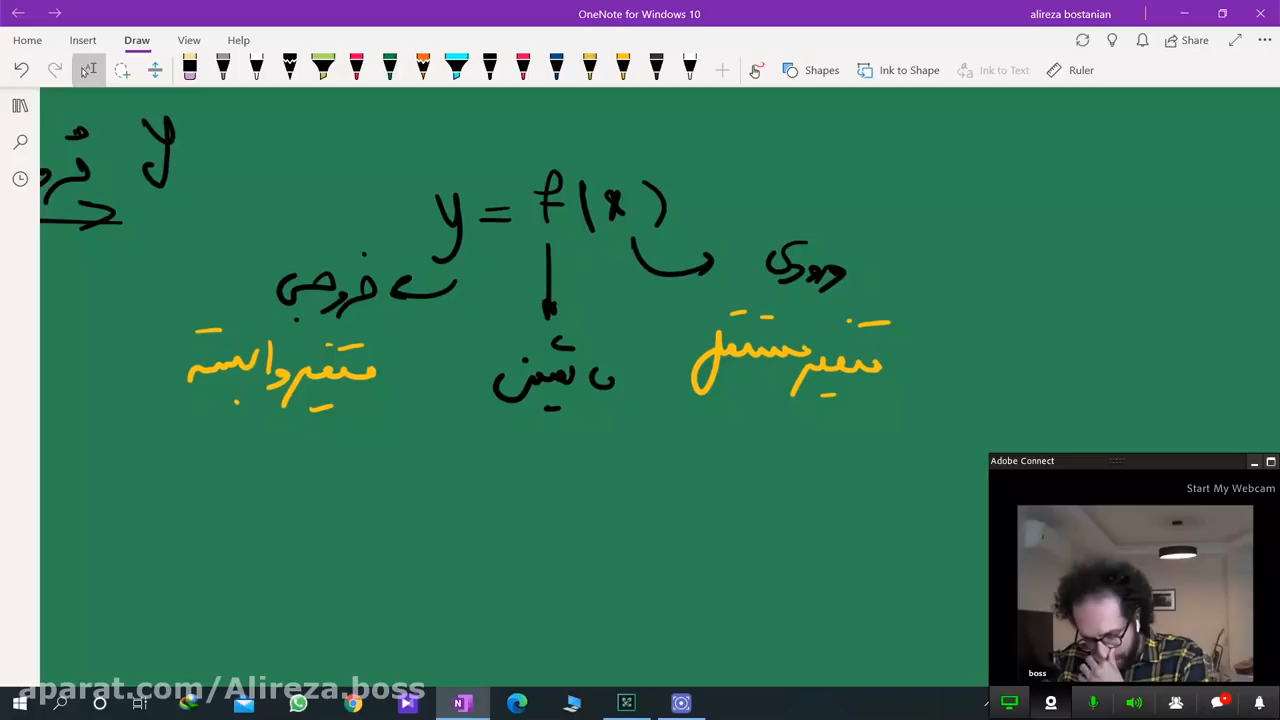 OneNote for Windows 10
alireza bostanian
Home Insert Draw View Help
Share
Shapes Ink to Shape Ink to Text Ruler
y
y = f(x)
خروجی
ورودی
ماشین
متغیر وابسته
متغیر مستقل
Adobe Connect
Start My Webcam
boss
aparat.com/Alireza.boss